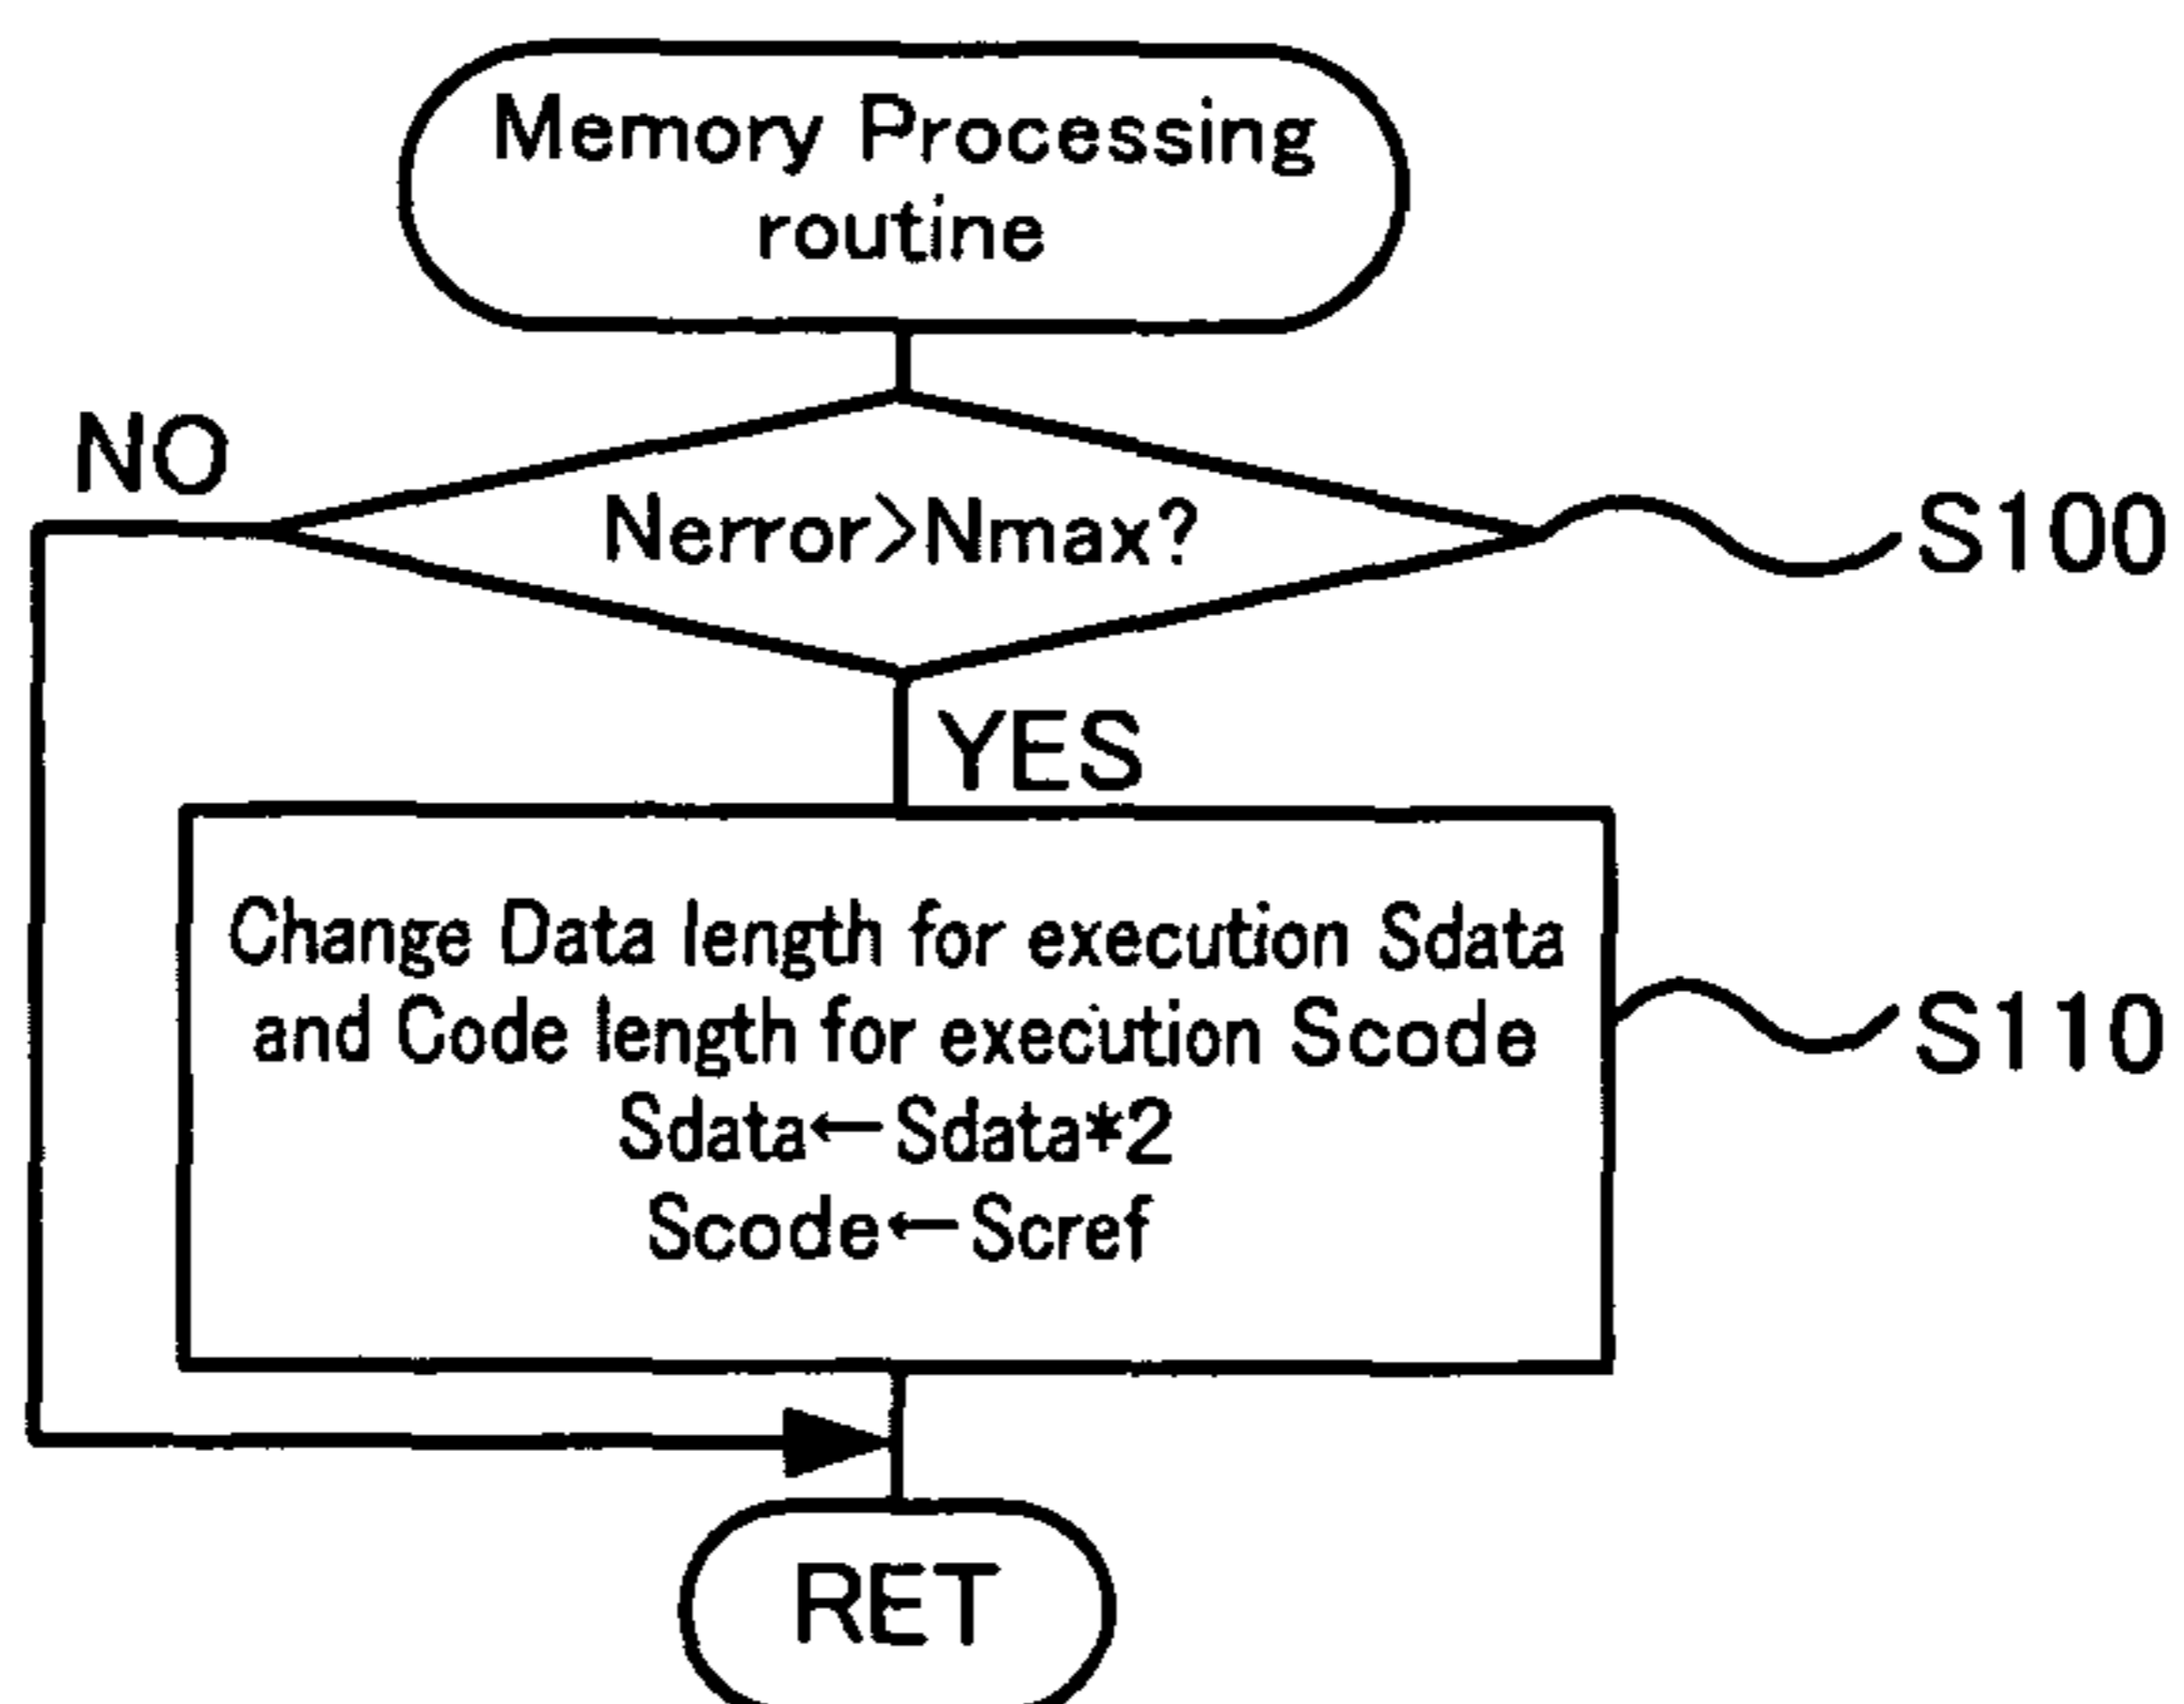 Memory Processing
routine
NO
Nerror>Nmax?
S100
YES
Change Data length for execution Sdata
and Code length for execution Scode
Sdata←Sdata*2
Scode←Scref
S110
RET